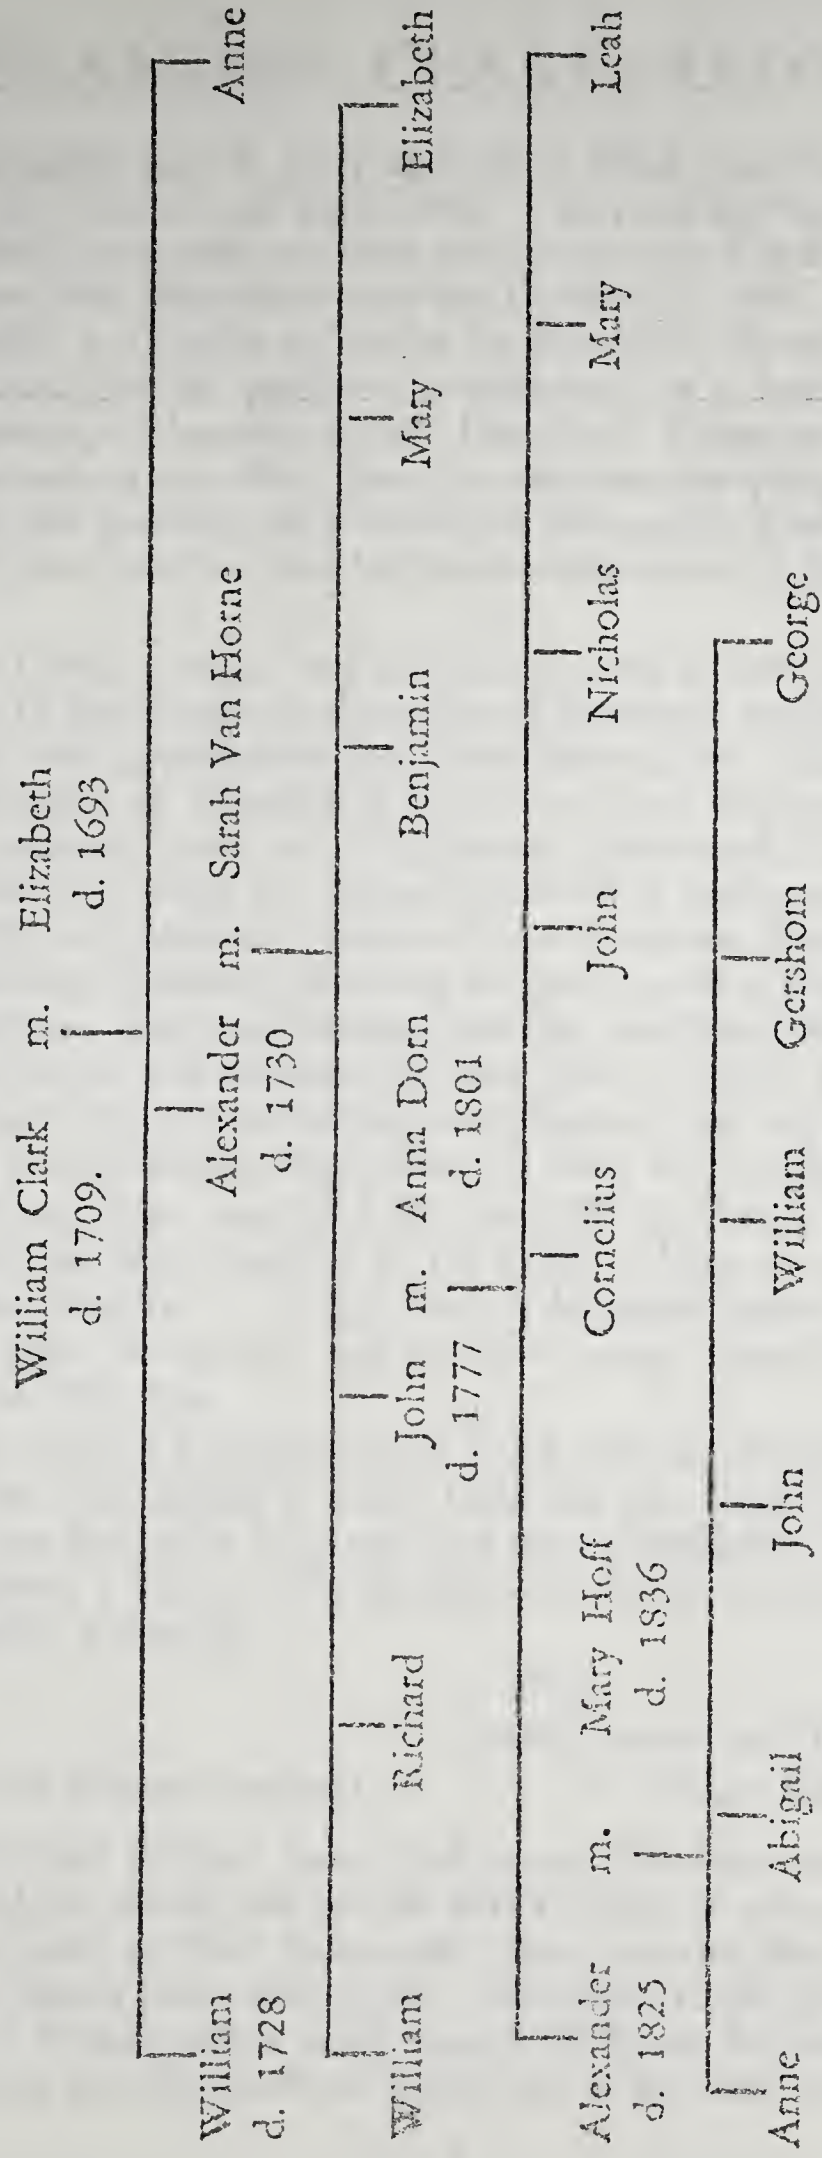 William Clark m. Elizabeth
d. 1709. d. 1693
William Alexander m. Sarah Van Horne Anne
d. 1728 d. 1730
William Richard John m. Anna Dorn Benjamin Mary Elizabeth
d. 1777 d. 1801
Alexander m. Mary Hoff Cornelius John Nicholas Mary Leah
d. 1825 d. 1836
Anne Abigail John William Gershom George